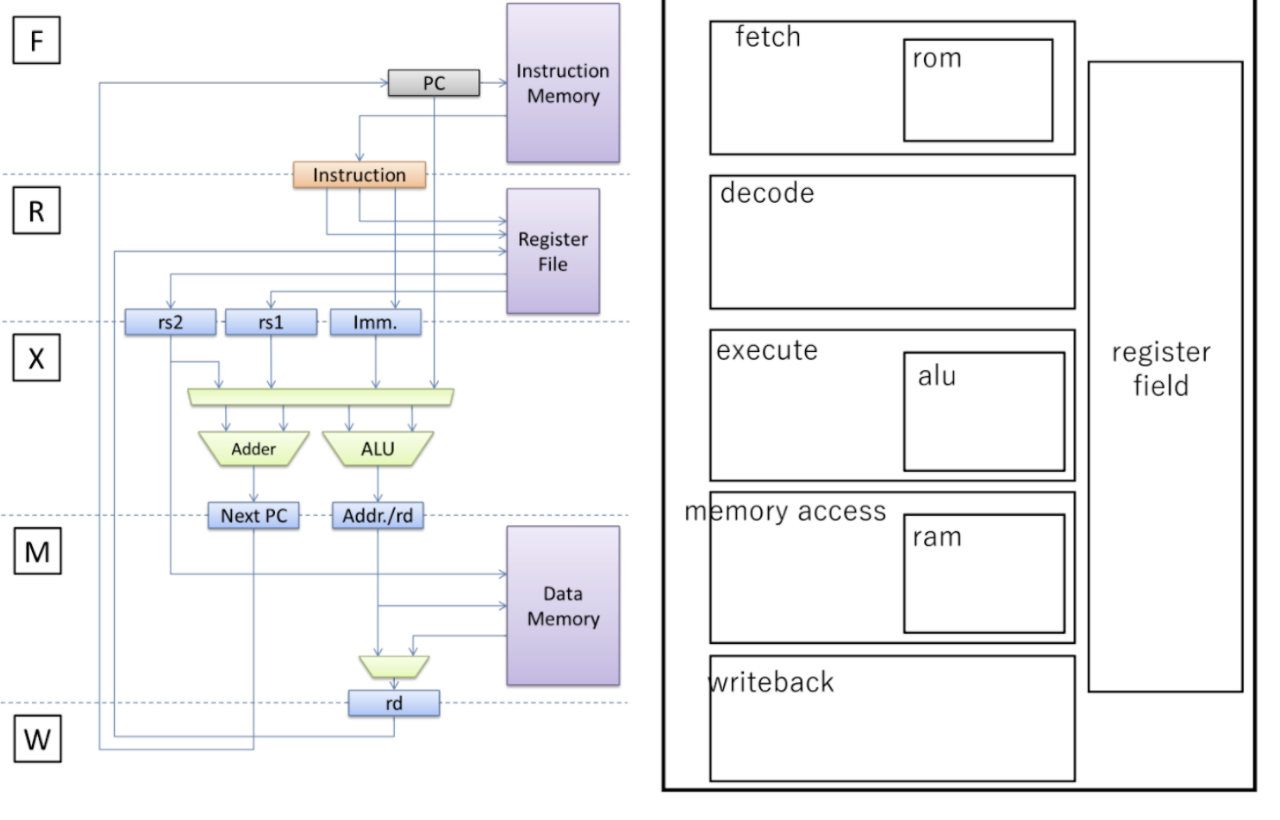 F
PC
Instruction
Memory
Instruction
R
Register
File
rs2
rs1
Imm.
X
Adder
ALU
Next PC
Addr./rd
M
Data
Memory
rd
W
fetch
rom
decode
execute
alu
register
field
memory access
ram
writeback